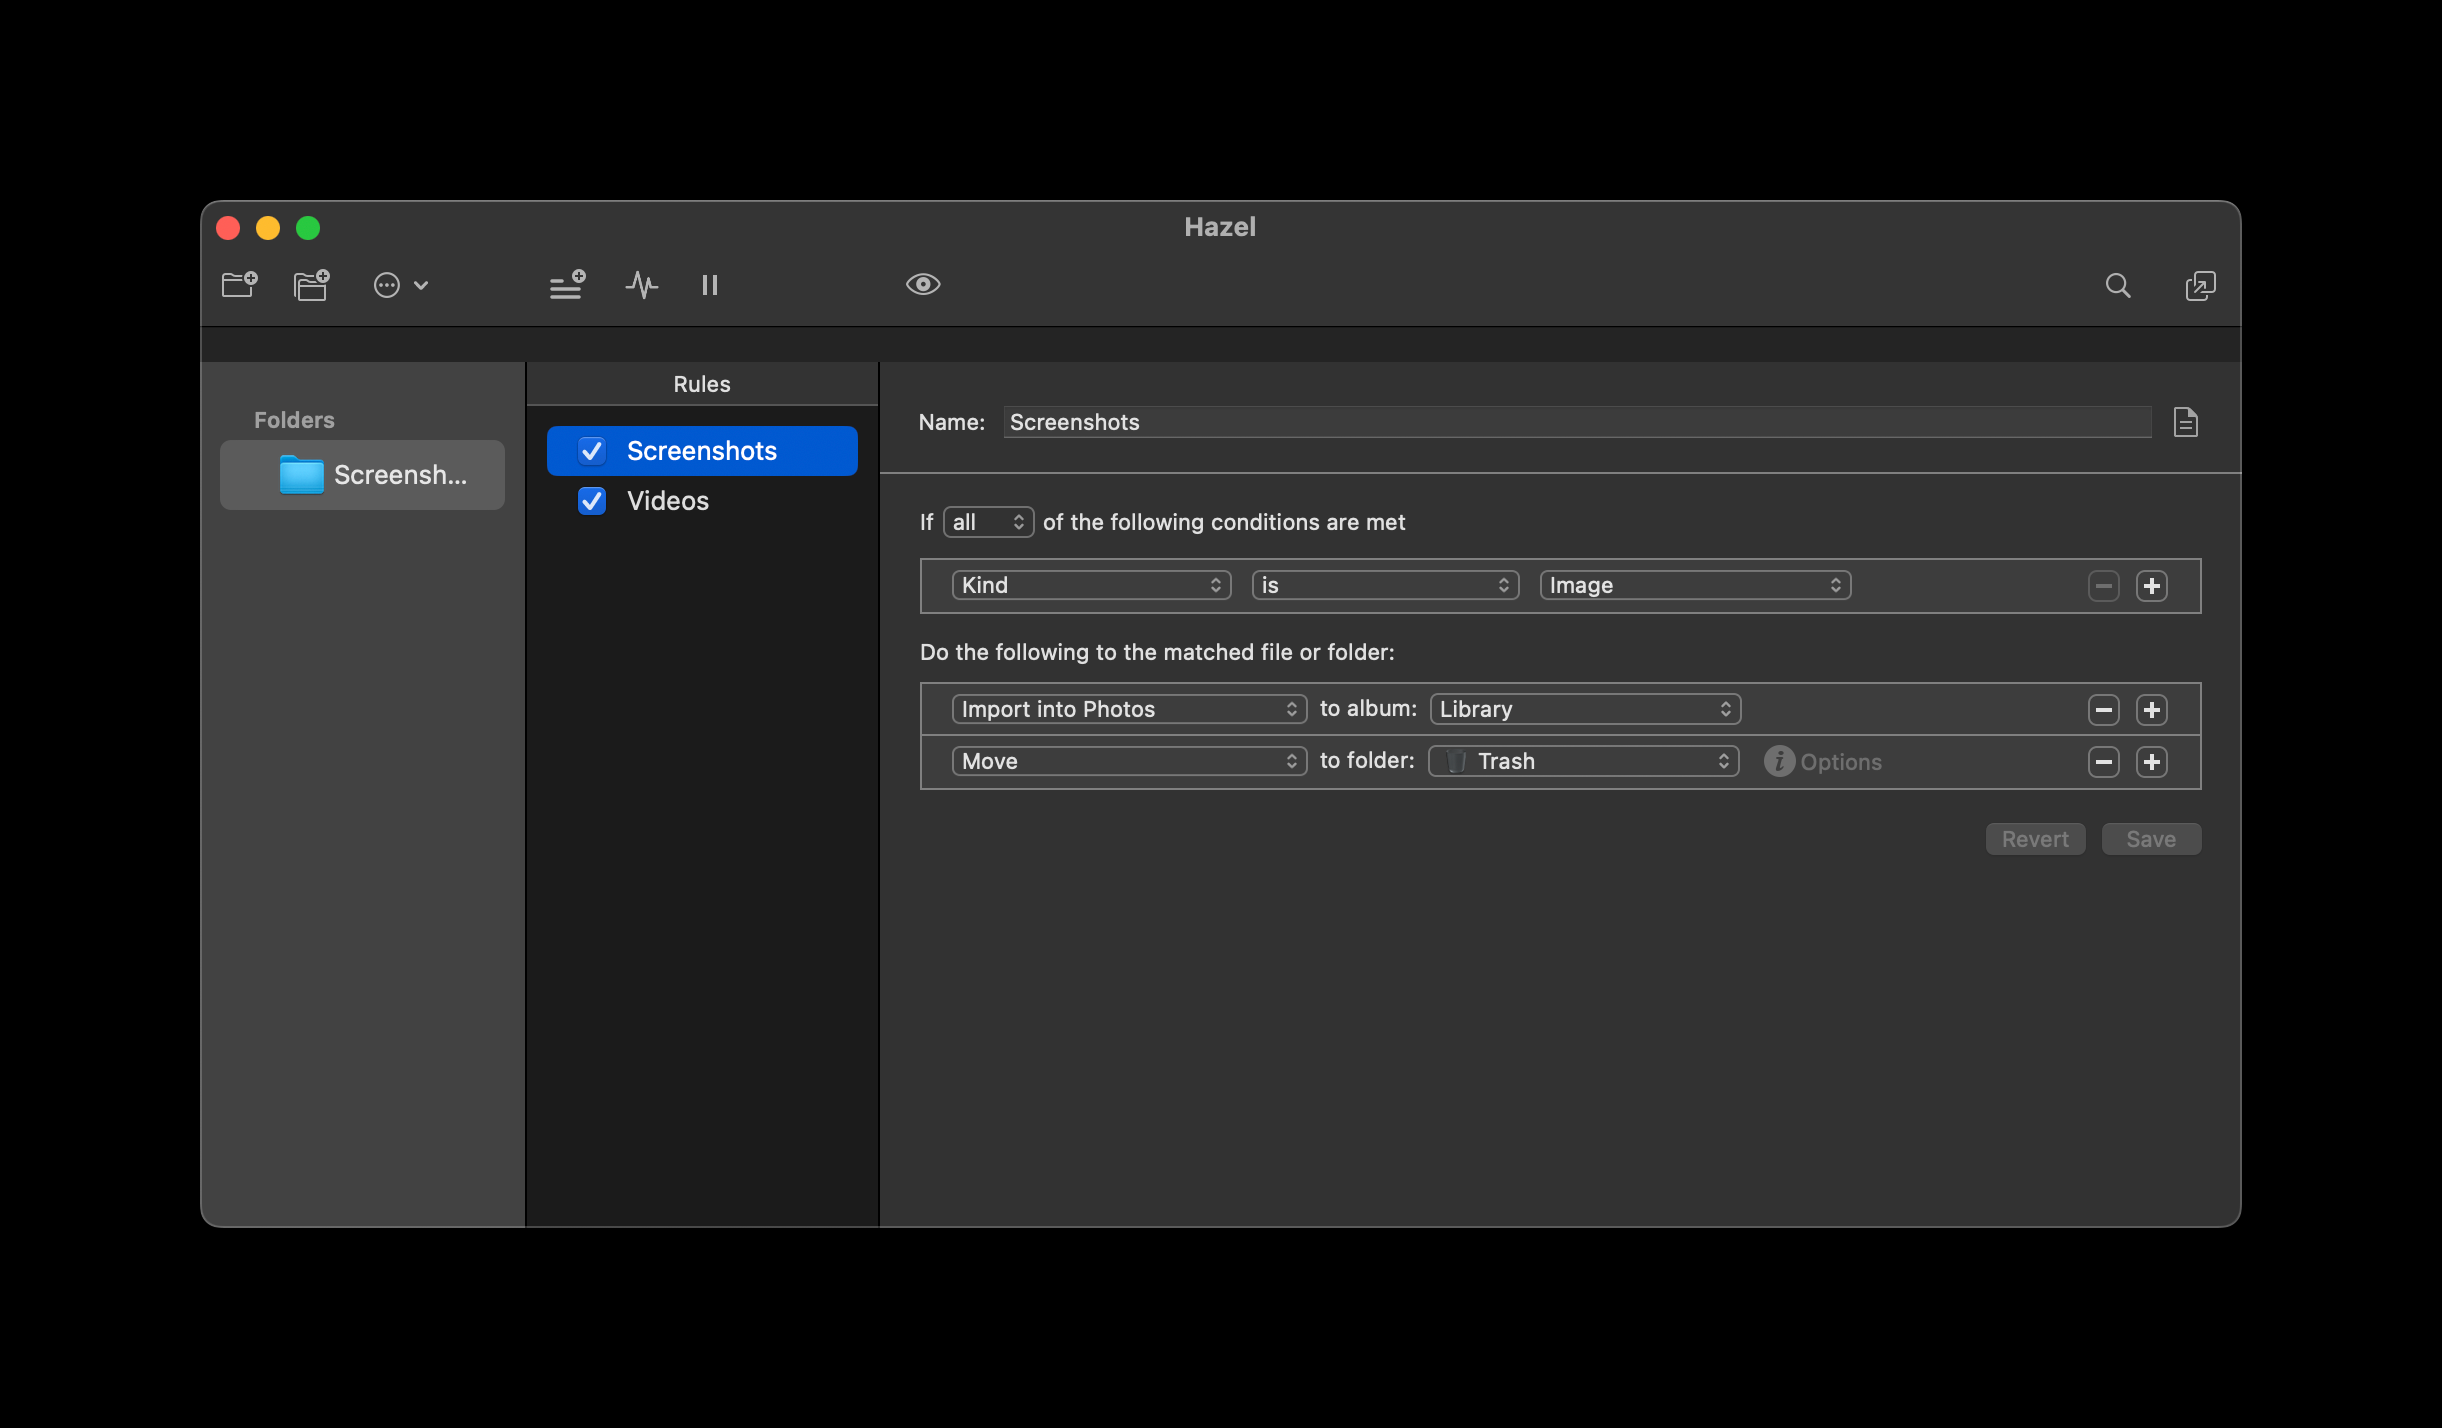 Hazel
Folders
Screensh...
Rules
Screenshots
Videos
Name: Screenshots
If all of the following conditions are met
Kind is Image
Do the following to the matched file or folder:
Import into Photos to album: Library
Move to folder: Trash Options
Revert Save